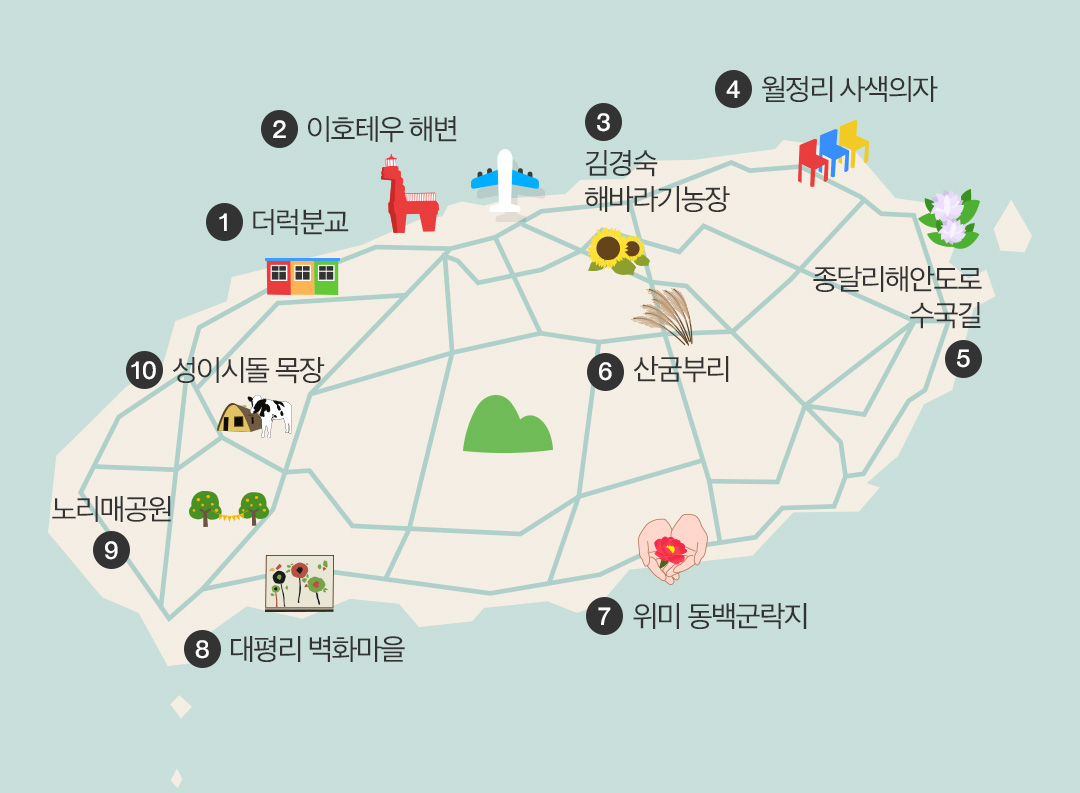 1 더럭분교
2 이호테우 해변
3
김경숙
해바라기농장
4 월정리 사색의자
종달리해안도로
수국길
5
6 산굼부리
7 위미 동백군락지
8 대평리 벽화마을
노리매공원
9
10 성이시돌 목장